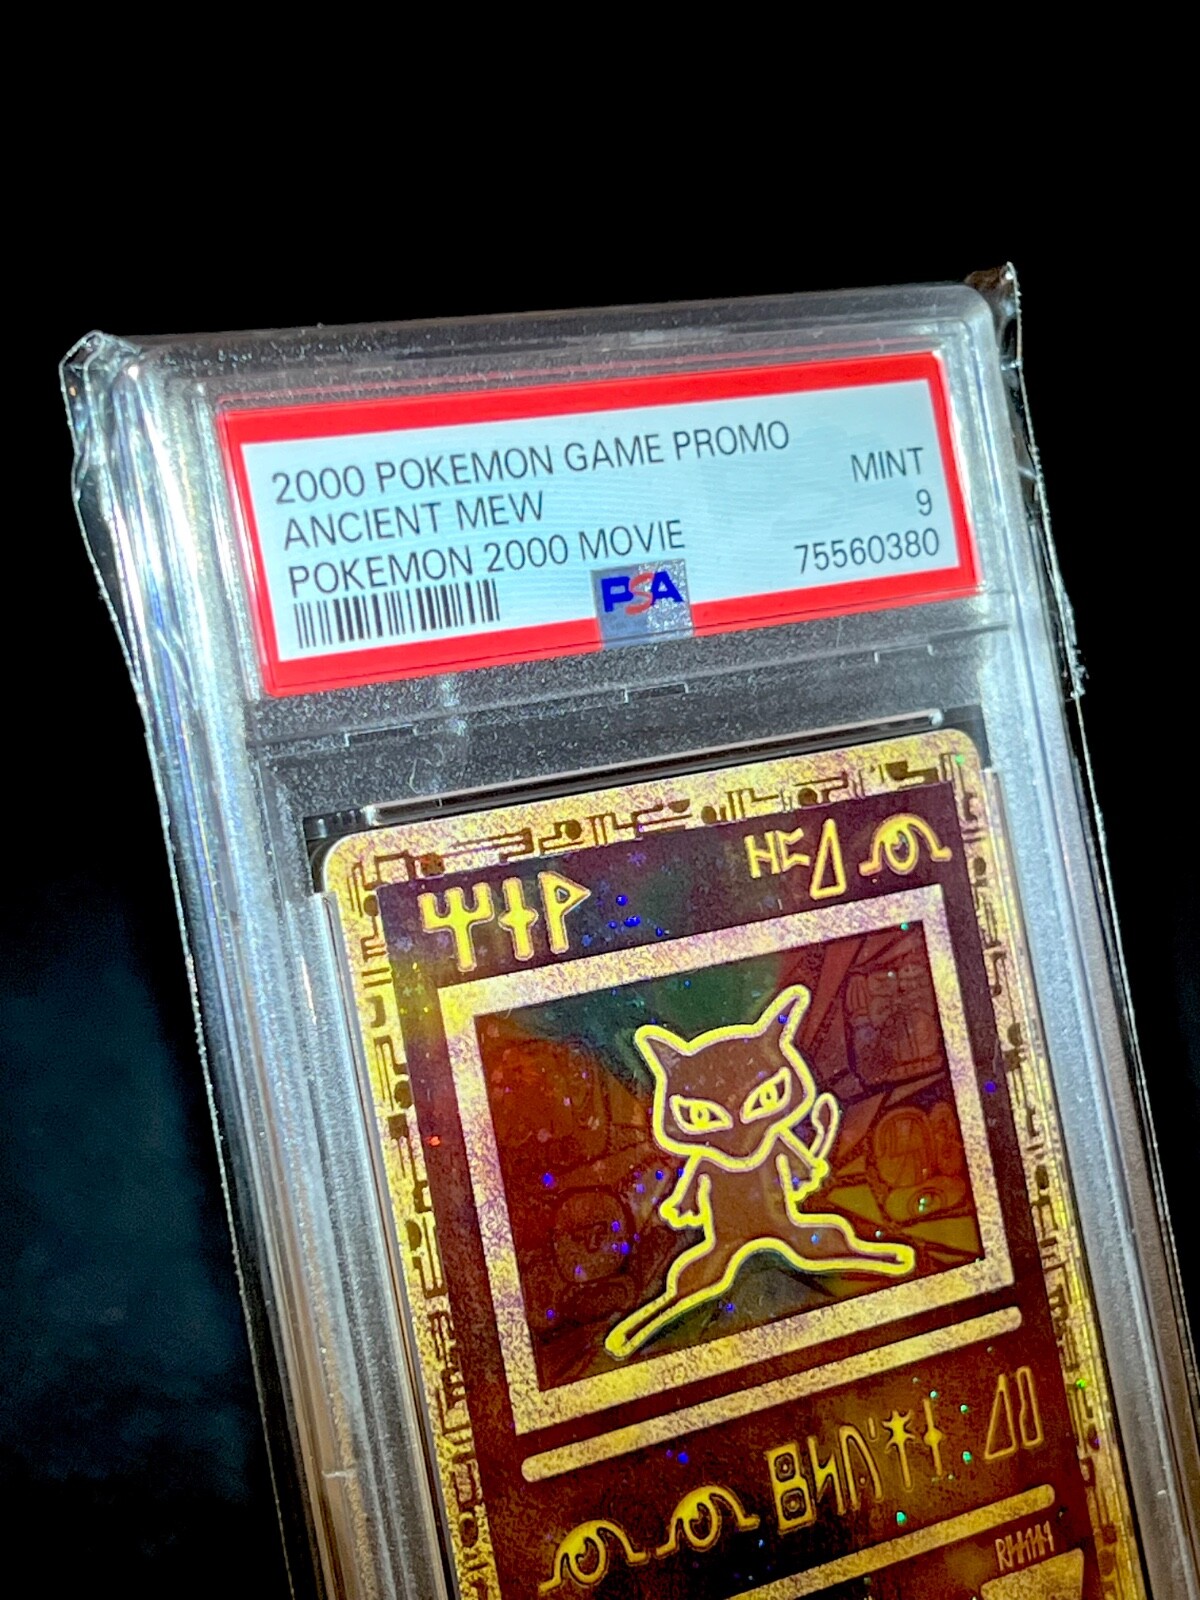 2000 POKEMON GAME PROMO
ANCIENT MEW
MINT
POKEMON 2000 MOVIE
9
75560380
PSA